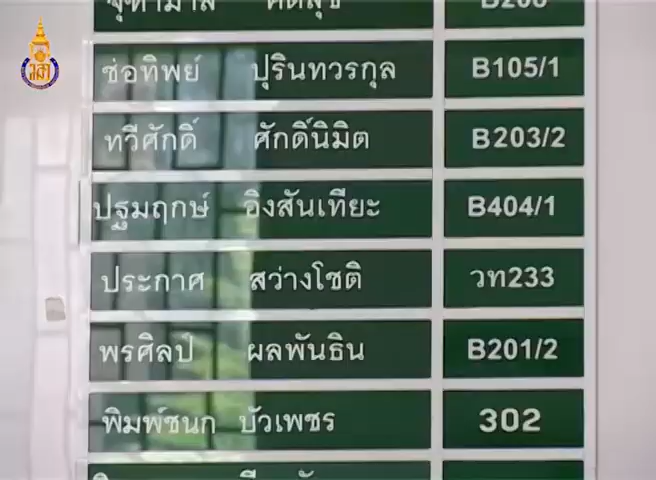 ช่อทิพย์ ปุรินทวรกุล B105/1
ทวีศักดิ์ ศักดิ์นิมิต B203/2
ปฐมฤกษ์ อิงสันเทียะ B404/1
ประกาศ สว่างโชติ วท233
พรศิลป์ ผลพันธิน B201/2
พิมพ์ชนก บัวเพชร 302